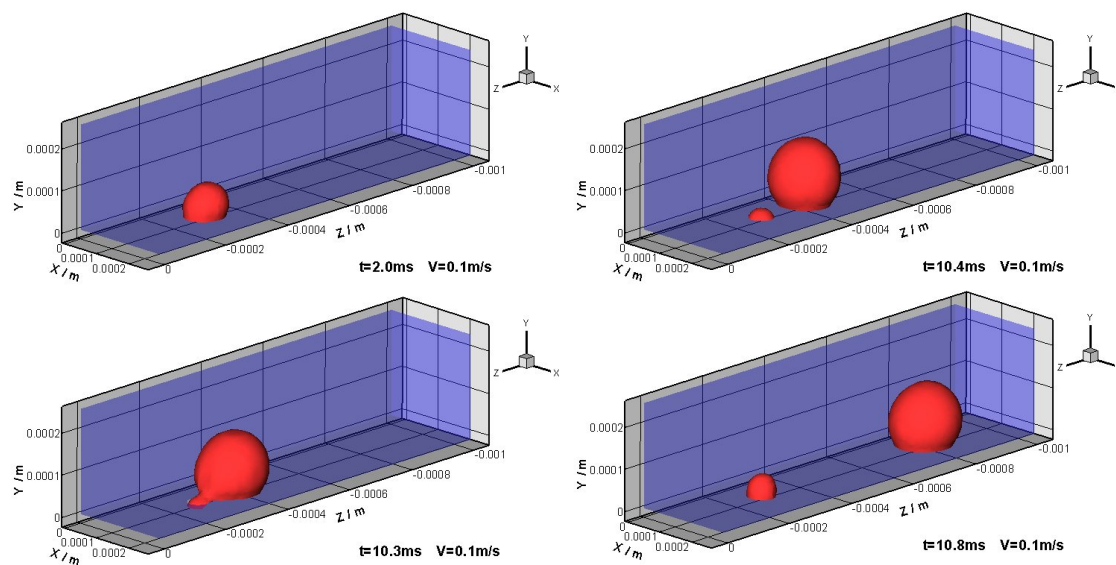 Y
Z
X
0.0002
0.0001
0
Y / m
0
0.0001
0.0002
X / m
0
-0.0002
-0.0004
-0.0006
-0.0008
-0.001
Z / m
t=2.0ms V=0.1m/s
Y
Z
0.0002
0.0001
0
Y / m
0
0.0001
0.0002
X / m
0
-0.0002
-0.0004
-0.0006
-0.0008
-0.001
Z / m
t=10.4ms V=0.1m/s
Y
Z
X
0.0002
0.0001
0
Y / m
0
0.0001
0.0002
X / m
0
-0.0002
-0.0004
-0.0006
-0.0008
-0.001
Z / m
t=10.3ms V=0.1m/s
Y
Z
0.0002
0.0001
0
Y / m
0
0.0001
0.0002
X / m
0
-0.0002
-0.0004
-0.0006
-0.0008
-0.001
Z / m
t=10.8ms V=0.1m/s